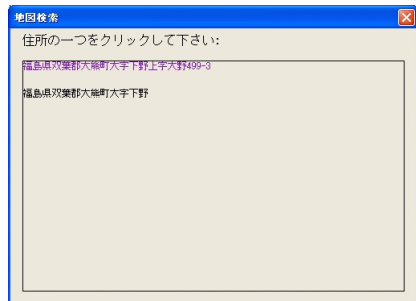 地図検索
住所の一つをクリックして下さい:
福島県双葉郡大熊町大字下野上字大野499-3
福島県双葉郡大熊町大字下野